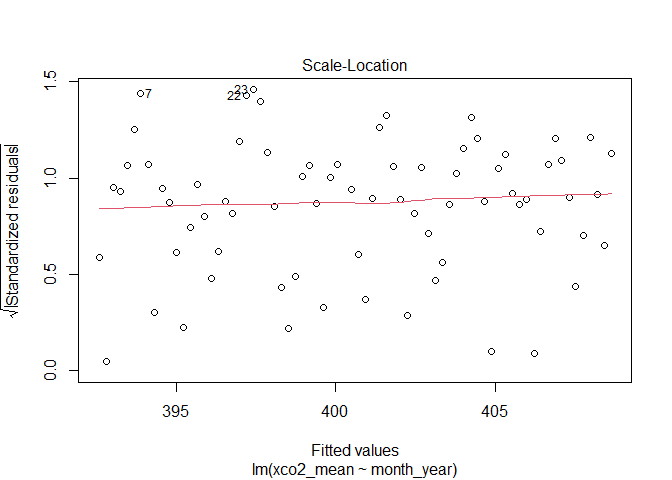 Scale-Location
√|Standardized residuals|
1.5
1.0
0.5
0.0
7
23
22
395
400
405
Fitted values
lm(xco2_mean ~ month_year)